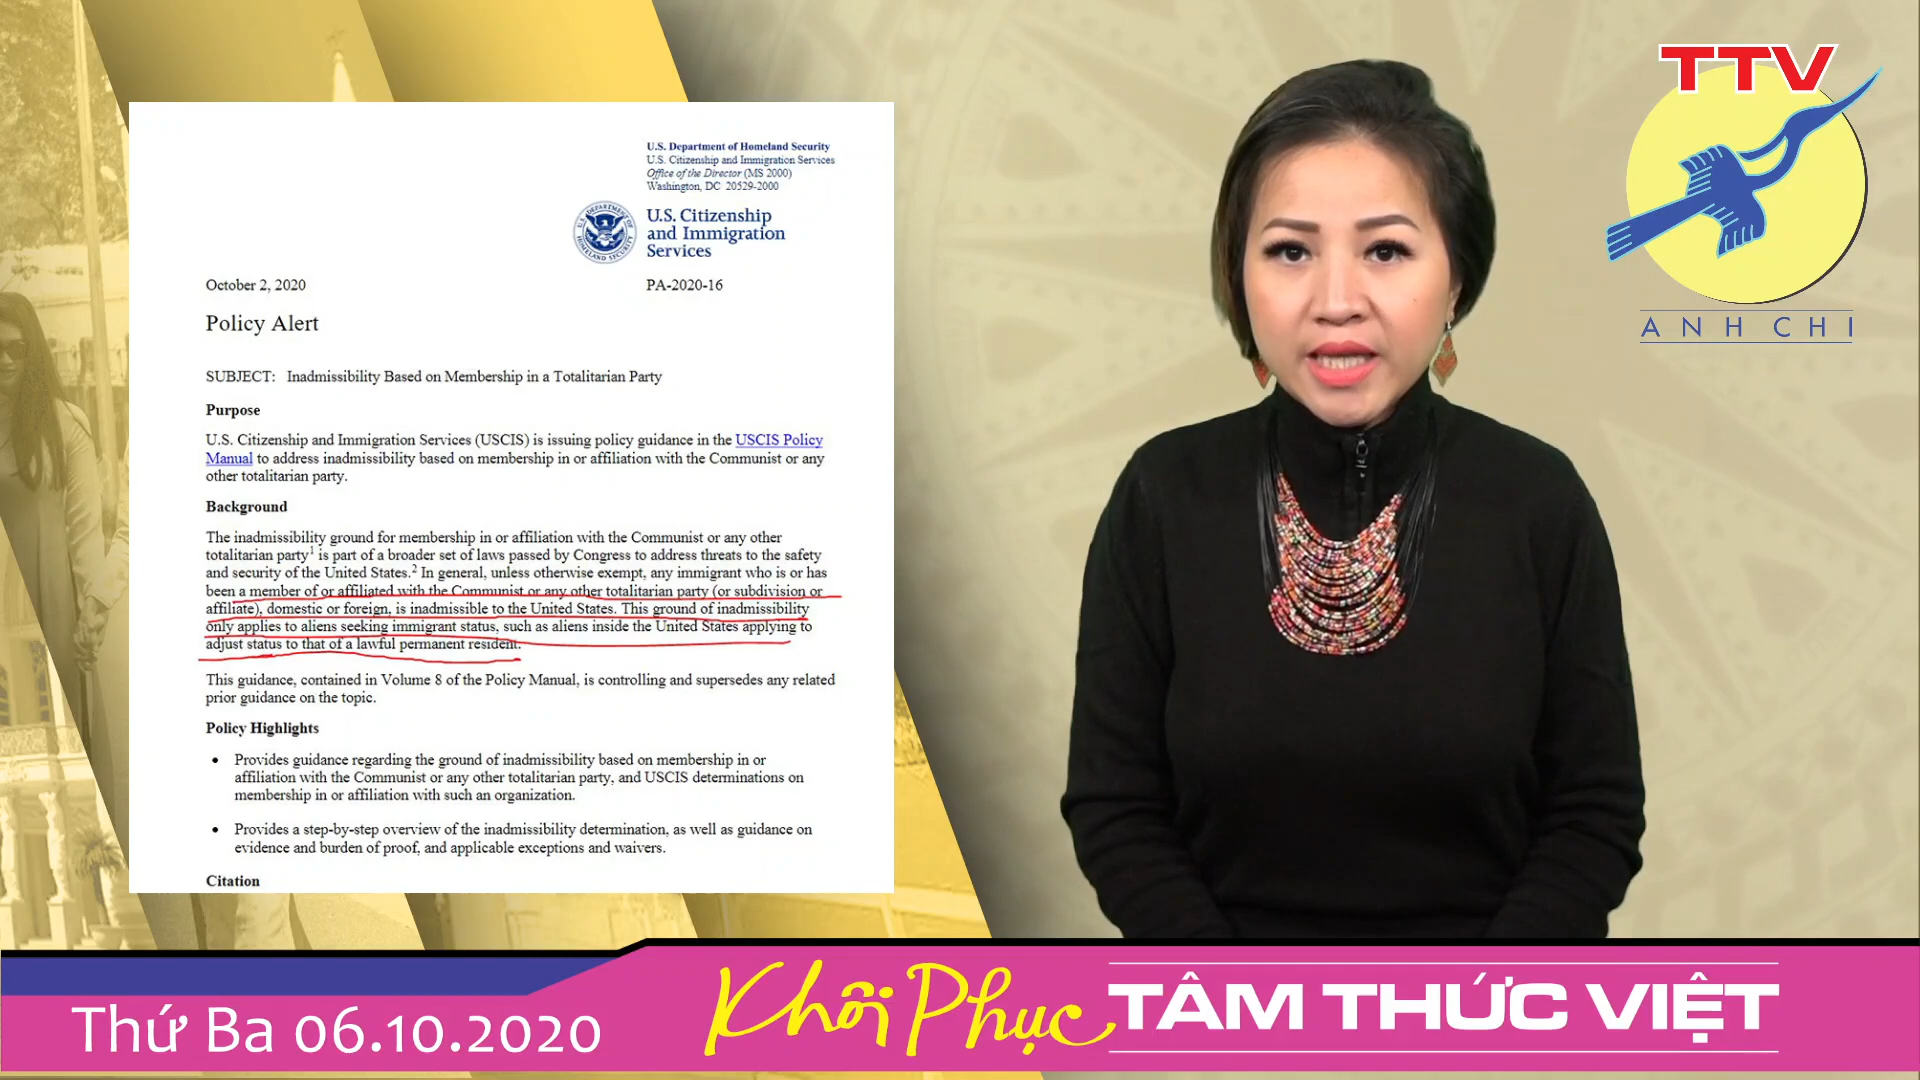 U.S. Department of Homeland Security
U.S. Citizenship and Immigration Services
Office of the Director (MS 2000)
Washington, DC 20529-2000
U.S. Citizenship
and Immigration
Services
October 2, 2020
PA-2020-16
Policy Alert
SUBJECT: Inadmissibility Based on Membership in a Totalitarian Party
Purpose
U.S. Citizenship and Immigration Services (USCIS) is issuing policy guidance in the USCIS Policy
Manual to address inadmissibility based on membership in or affiliation with the Communist or any
other totalitarian party.
Background
The inadmissibility ground for membership in or affiliation with the Communist or any other
totalitarian party1 is part of a broader set of laws passed by Congress to address threats to the safety
and security of the United States.2 In general, unless otherwise exempt, any immigrant who is or has
been a member of or affiliated with the Communist or any other totalitarian party (or subdivision or
affiliate), domestic or foreign, is inadmissible to the United States. This ground of inadmissibility
only applies to aliens seeking immigrant status, such as aliens inside the United States applying to
adjust status to that of a lawful permanent resident.
This guidance, contained in Volume 8 of the Policy Manual, is controlling and supersedes any related
prior guidance on the topic.
Policy Highlights
• Provides guidance regarding the ground of inadmissibility based on membership in or
affiliation with the Communist or any other totalitarian party, and USCIS determinations on
membership in or affiliation with such an organization.
• Provides a step-by-step overview of the inadmissibility determination, as well as guidance on
evidence and burden of proof, and applicable exceptions and waivers.
Citation
TTV
ANH CHI
Thứ Ba 06.10.2020
Khôi Phục TÂM THỨC VIỆT